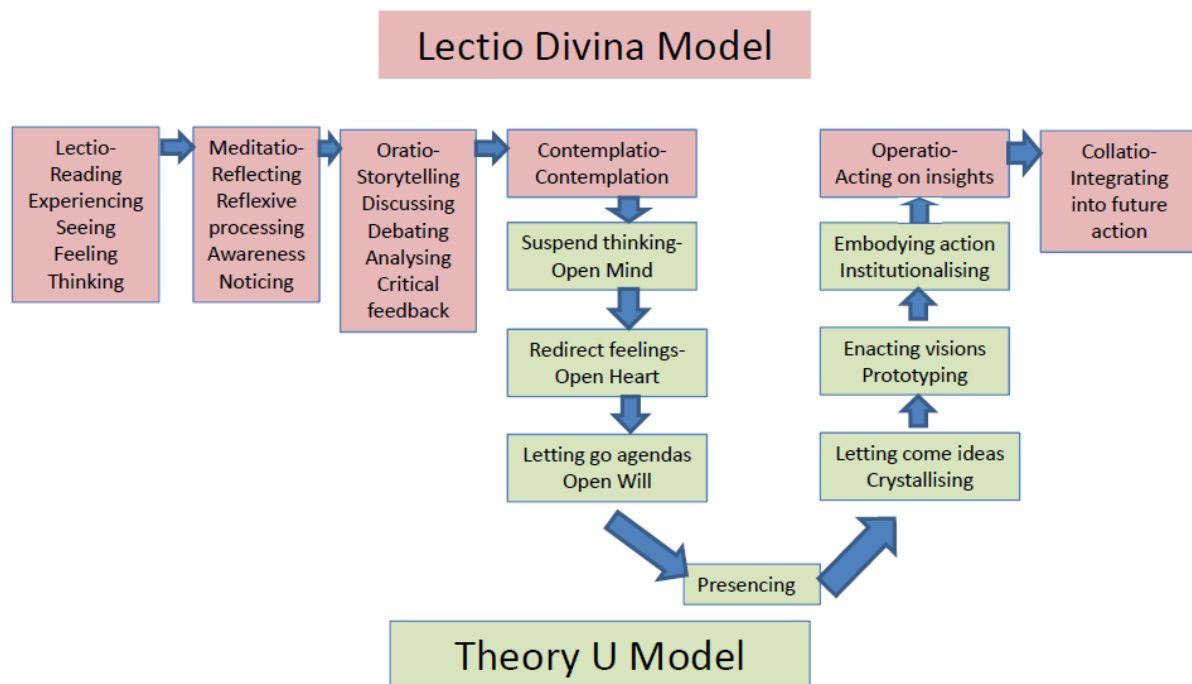 Lectio Divina Model
Lectio-
Reading
Experiencing
Seeing
Feeling
Thinking
Meditatio-
Reflecting
Reflexive
processing
Awareness
Noticing
Oratio-
Storytelling
Discussing
Debating
Analysing
Critical
feedback
Contemplatio-
Contemplation
Suspend thinking-
Open Mind
Redirect feelings-
Open Heart
Letting go agendas
Open Will
Presencing
Letting come ideas
Crystallising
Enacting visions
Prototyping
Embodying action
Institutionalising
Operatio-
Acting on insights
Collatio-
Integrating
into future
action
Theory U Model